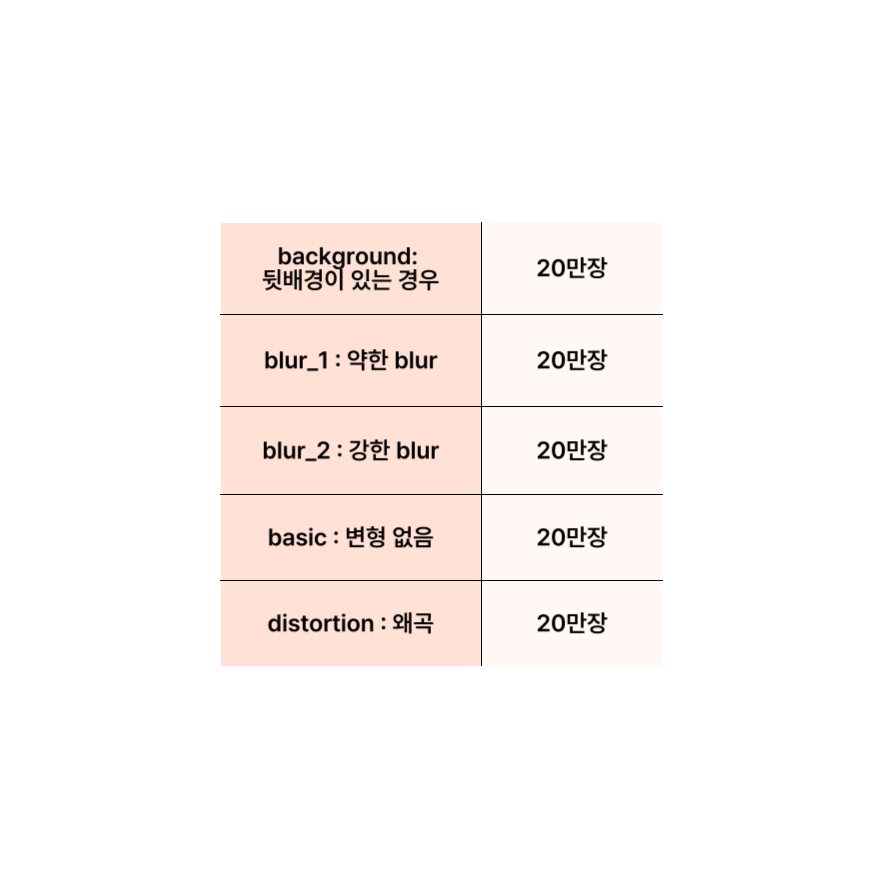 background:
뒷배경이 있는 경우
20만장
blur_1 : 약한 blur
20만장
blur_2 : 강한 blur
20만장
basic : 변형 없음
20만장
distortion : 왜곡
20만장